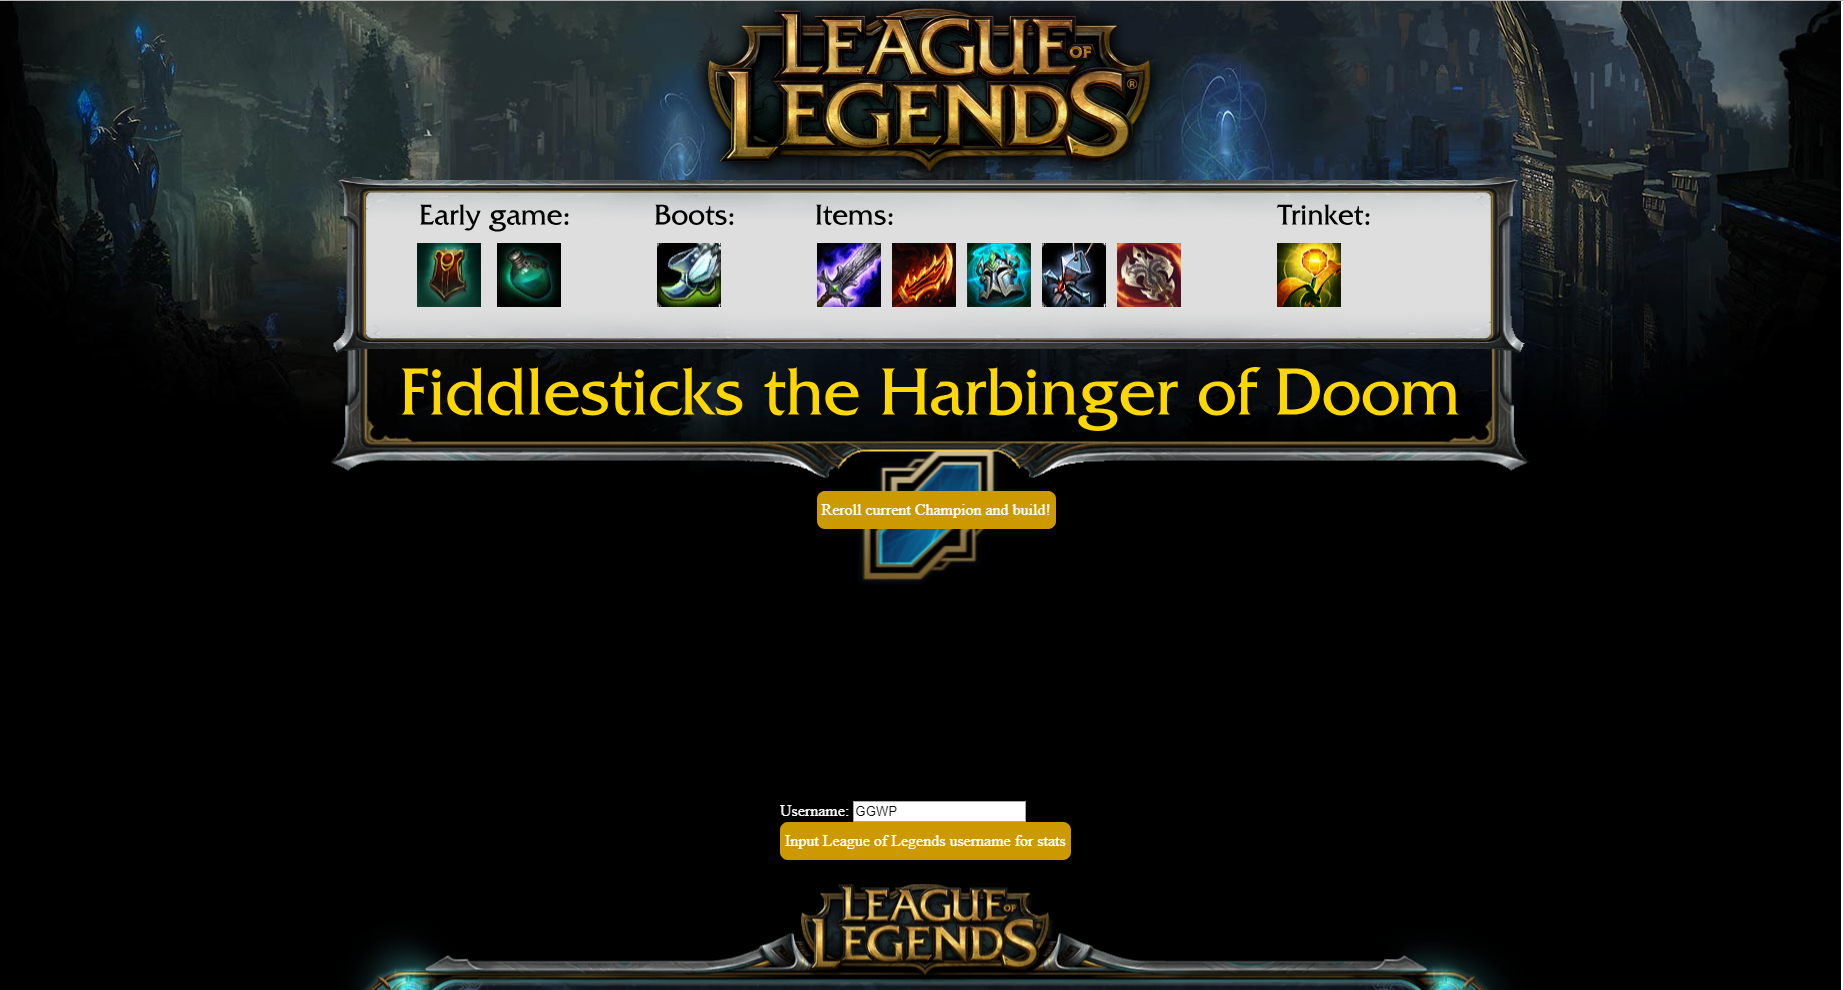 LEAGUE OF
LEGENDS®
Early game: Boots: Items: Trinket:
Fiddlesticks the Harbinger of Doom
Reroll current Champion and build!
Username: GGWP
Input League of Legends username for stats
LEAGUE OF
LEGENDS